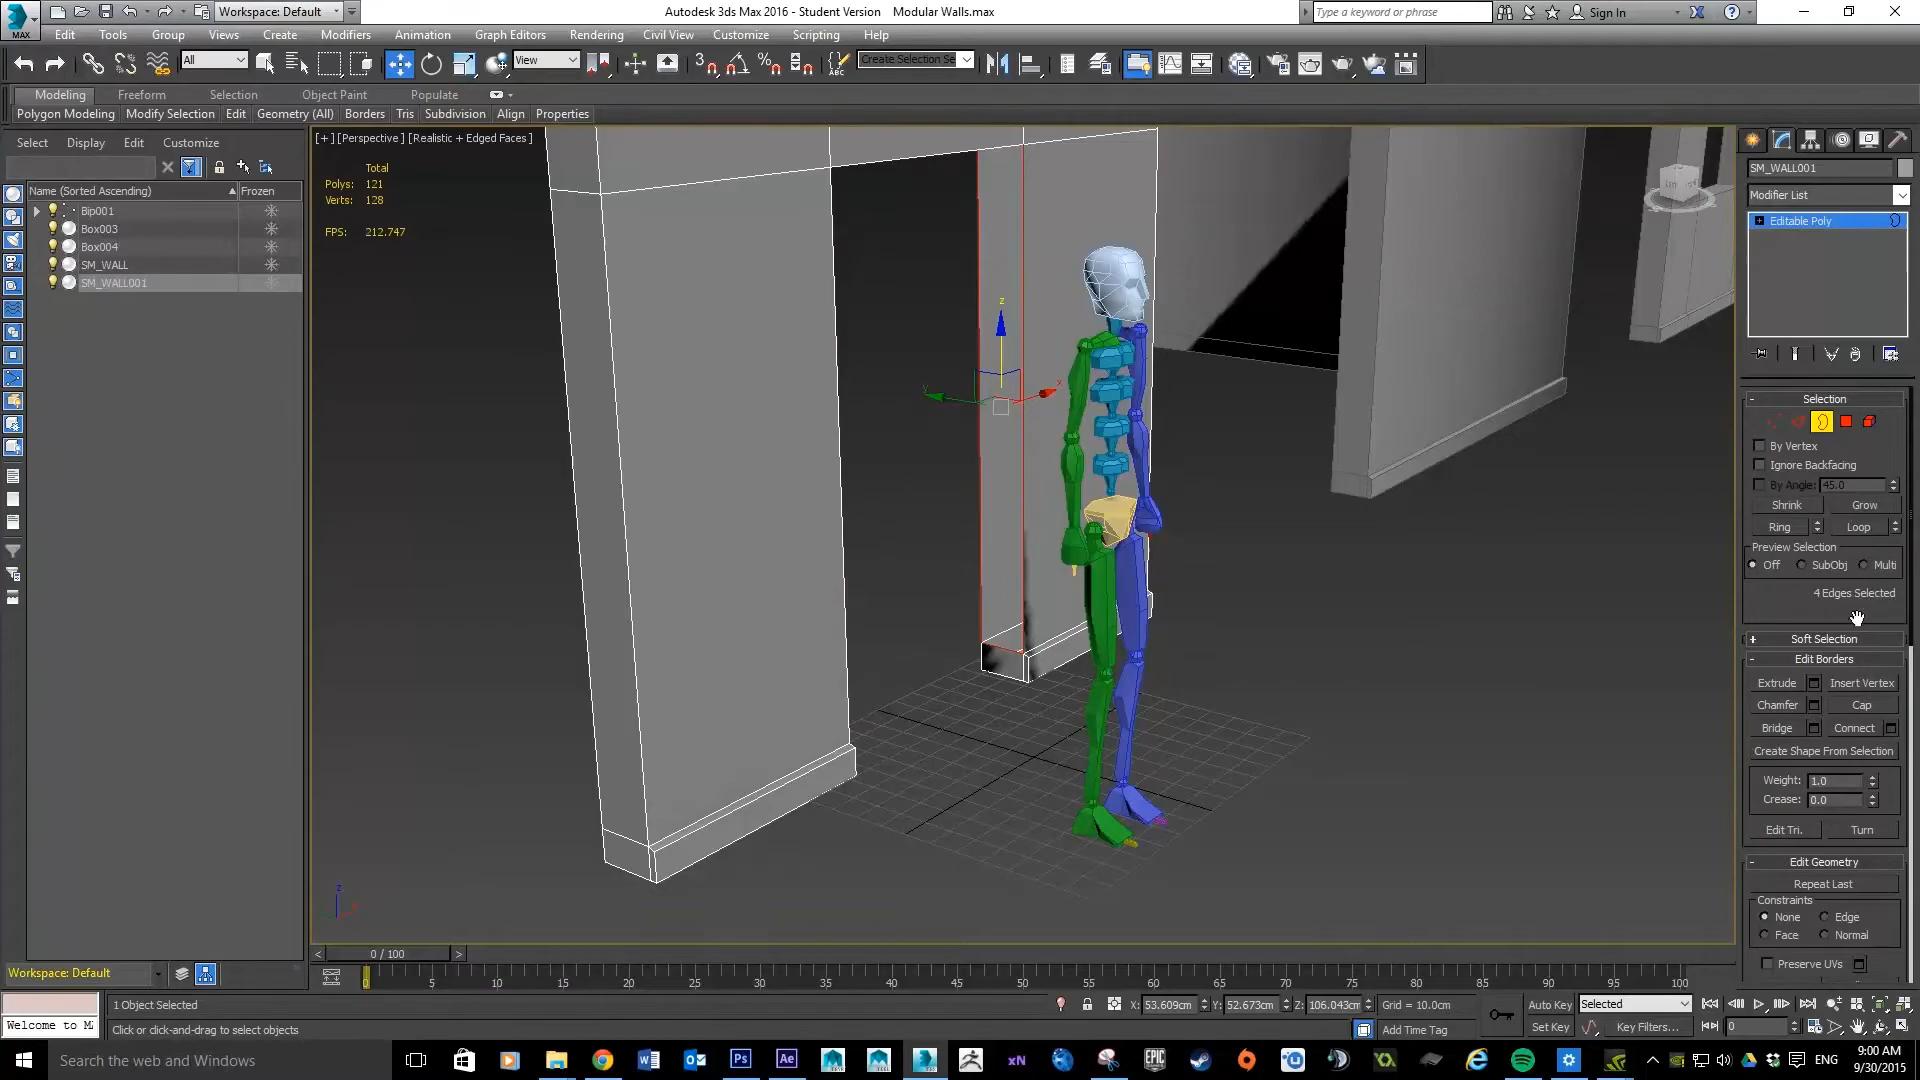 MAX
Workspace: Default
Autodesk 3ds Max 2016 - Student Version    Modular Walls.max
Type a keyword or phrase
Sign In
Edit Tools Group Views Create Modifiers Animation Graph Editors Rendering Civil View Customize Scripting Help
All
View
3
ABC
Create Selection Se
Modeling Freeform Selection Object Paint Populate
Polygon Modeling Modify Selection Edit Geometry (All) Borders Tris Subdivision Align Properties
Select Display Edit Customize
Name (Sorted Ascending) Frozen
Bip001
Box003
Box004
SM_WALL
SM_WALL001
[+] [Perspective] [Realistic + Edged Faces]
Total
Polys: 121
Verts: 128
FPS: 212.747
z
x
y
z
SM_WALL001
Modifier List
Editable Poly
- Selection
By Vertex
Ignore Backfacing
By Angle: 45.0
Shrink Grow
Ring Loop
Preview Selection
Off SubObj Multi
4 Edges Selected
+ Soft Selection
- Edit Borders
Extrude Insert Vertex
Chamfer Cap
Bridge Connect
Create Shape From Selection
Weight: 1.0
Crease: 0.0
Edit Tri. Turn
- Edit Geometry
Repeat Last
Constraints
None Edge
Face Normal
Preserve UVs
< 0 / 100 >
Workspace: Default
0 5 10 15 20 25 30 35 40 45 50 55 60 65 70 75 80 85 90 95 100
1 Object Selected
X: 53.609cm Y: 52.673cm Z: 106.043cm Grid = 10.0cm
Auto Key Selected
Welcome to M
Click or click-and-drag to select objects
Add Time Tag
Set Key Key Filters... 0
Search the web and Windows
Ps Ae xN EPIC GAMES
ENG
9:00 AM
9/30/2015